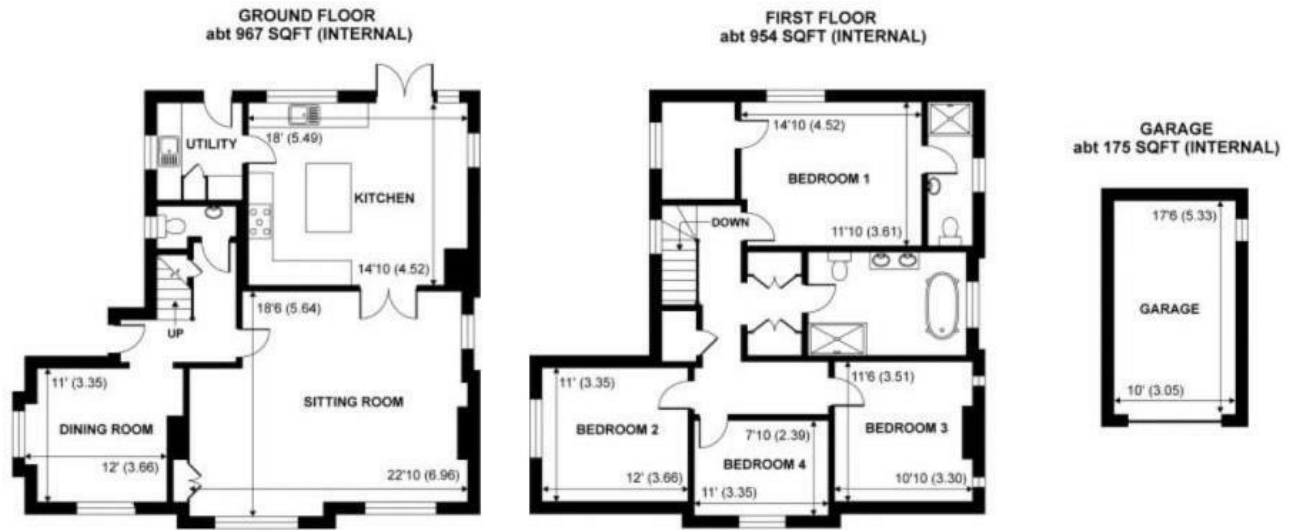 GROUND FLOOR
abt 967 SQFT (INTERNAL)
UTILITY
18' (5.49)
KITCHEN
14'10 (4.52)
18'6 (5.64)
UP
11' (3.35)
SITTING ROOM
DINING ROOM
12' (3.66)
22'10 (6.96)
FIRST FLOOR
abt 954 SQFT (INTERNAL)
14'10 (4.52)
BEDROOM 1
DOWN
11'10 (3.61)
11' (3.35)
11'6 (3.51)
BEDROOM 2
7'10 (2.39)
BEDROOM 3
BEDROOM 4
12' (3.66)
11' (3.35)
10'10 (3.30)
GARAGE
abt 175 SQFT (INTERNAL)
17'6 (5.33)
GARAGE
10' (3.05)